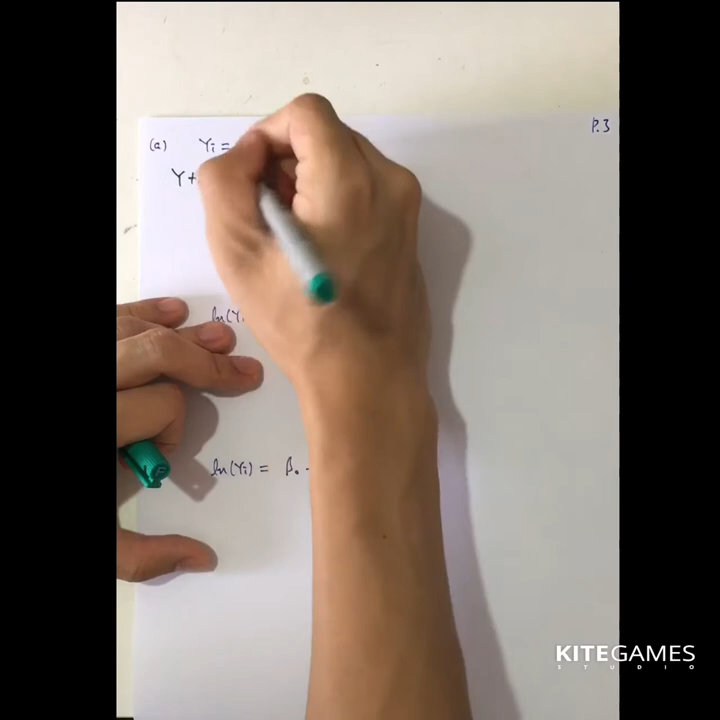 P.3
(a) Yi =
Y+
ln(Yi
ln(Yi) = β0
KITEGAMES
STUDIO